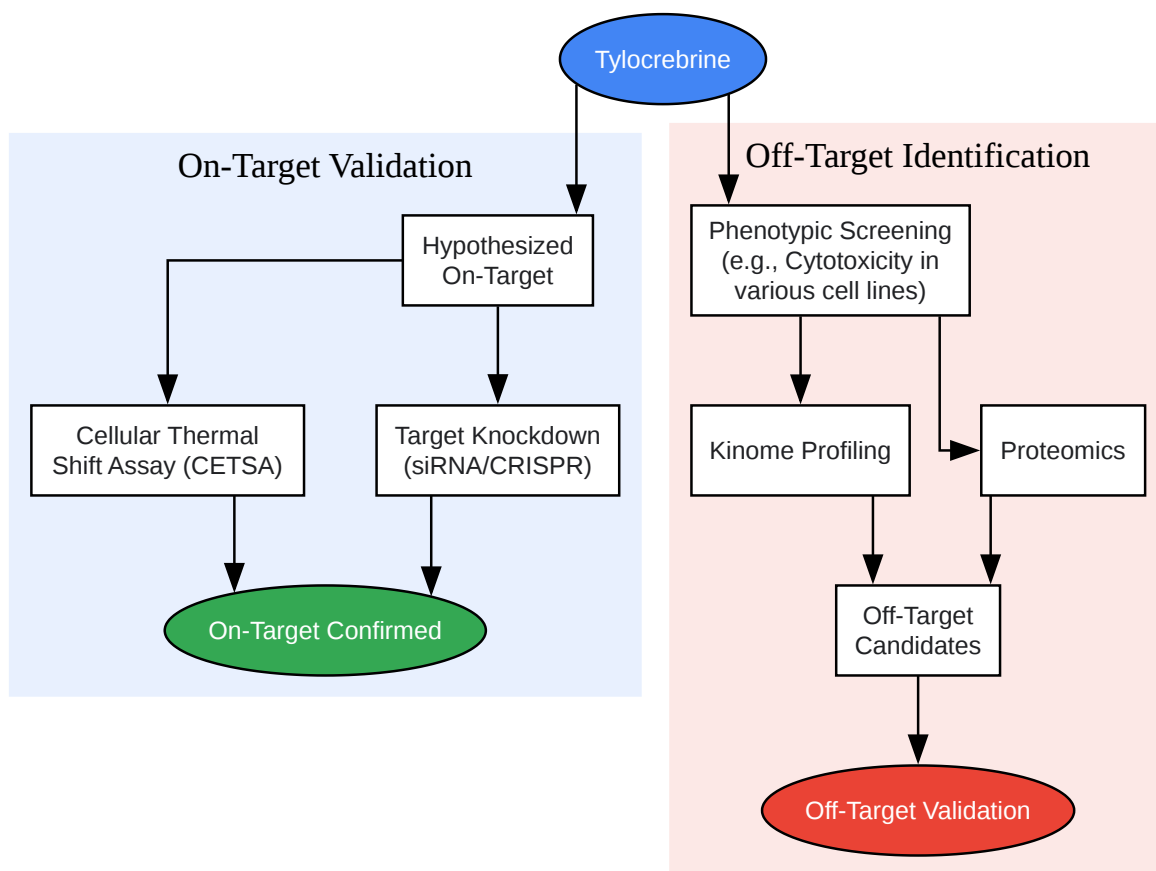 Tylocrebrine
On-Target Validation
Hypothesized
On-Target
Cellular Thermal
Shift Assay (CETSA)
Target Knockdown
(siRNA/CRISPR)
On-Target Confirmed
Off-Target Identification
Phenotypic Screening
(e.g., Cytotoxicity in
various cell lines)
Kinome Profiling
Proteomics
Off-Target
Candidates
Off-Target Validation